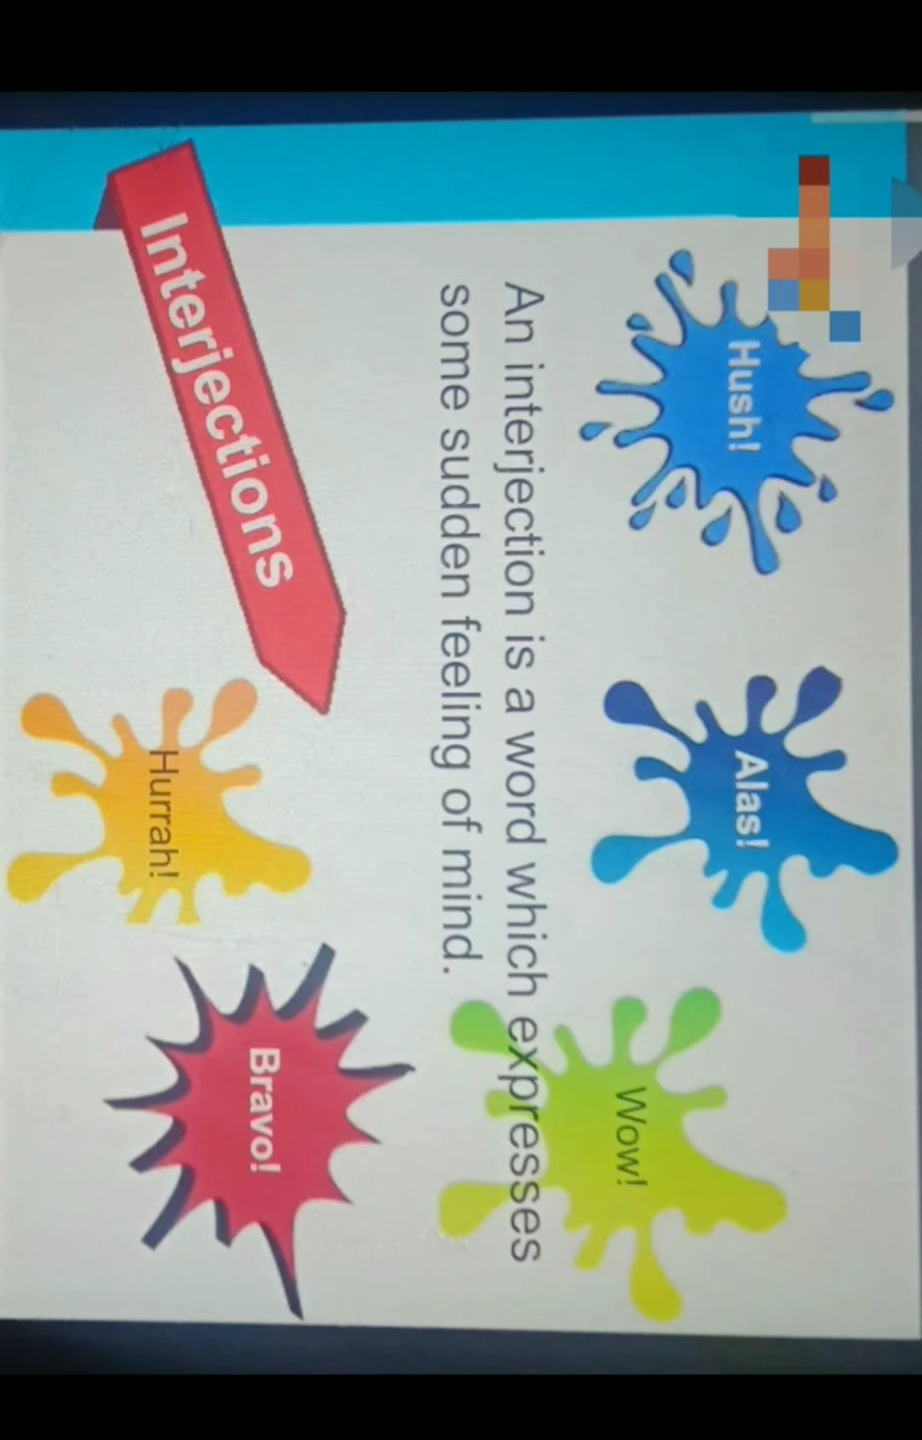 Hush!
Alas!
Wow!
An interjection is a word which expresses
some sudden feeling of mind.
Interjections
Hurrah!
Bravo!